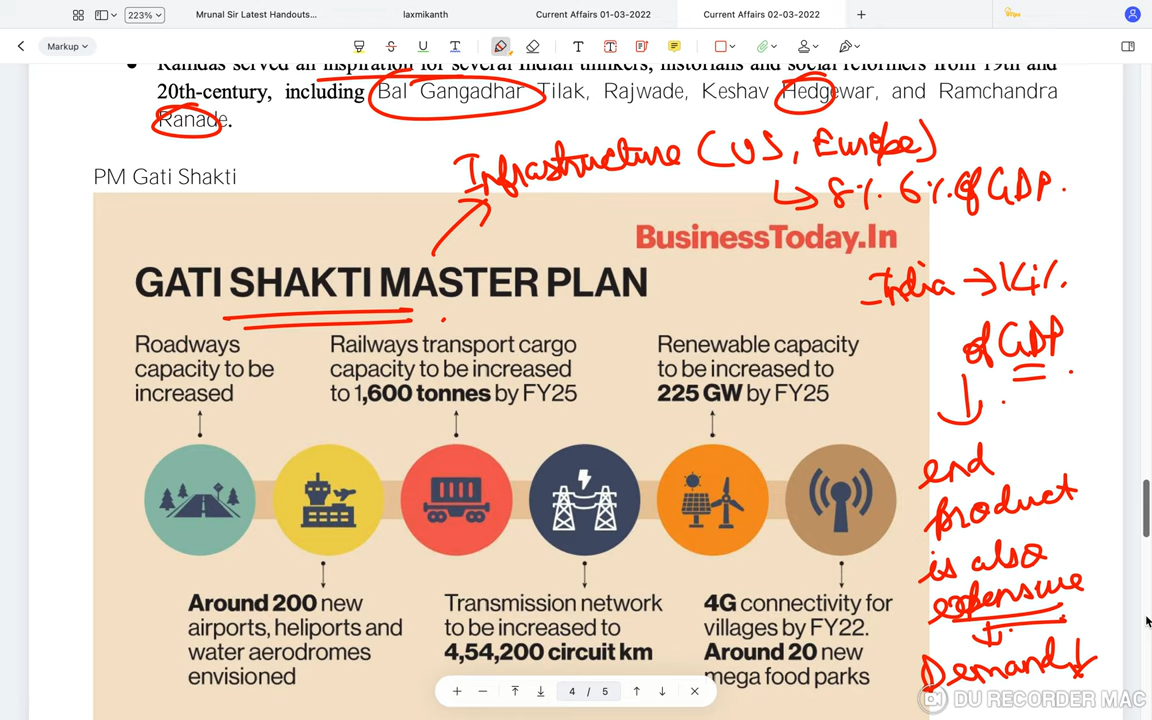 223%
Mrunal Sir Latest Handouts...
laxmikanth
Current Affairs 01-03-2022
Current Affairs 02-03-2022
Markup
Ramdas served an inspiration for several Indian thinkers, historians and social reformers from 19th and
20th-century, including Bal Gangadhar Tilak, Rajwade, Keshav Hedgewar, and Ramchandra
Ranade.
Infrastructure (US, Europe)
↳ 8% 6% of GDP.
PM Gati Shakti
BusinessToday.In
GATI SHAKTI MASTER PLAN
India → 14%
of GDP
↓
end
product
is also
expensive
↓
Demand↓
Roadways
capacity to be
increased
Railways transport cargo
capacity to be increased
to 1,600 tonnes by FY25
Renewable capacity
to be increased to
225 GW by FY25
Around 200 new
airports, heliports and
water aerodromes
envisioned
Transmission network
to be increased to
4,54,200 circuit km
4G connectivity for
villages by FY22.
Around 20 new
mega food parks
4 / 5
DU RECORDER MAC